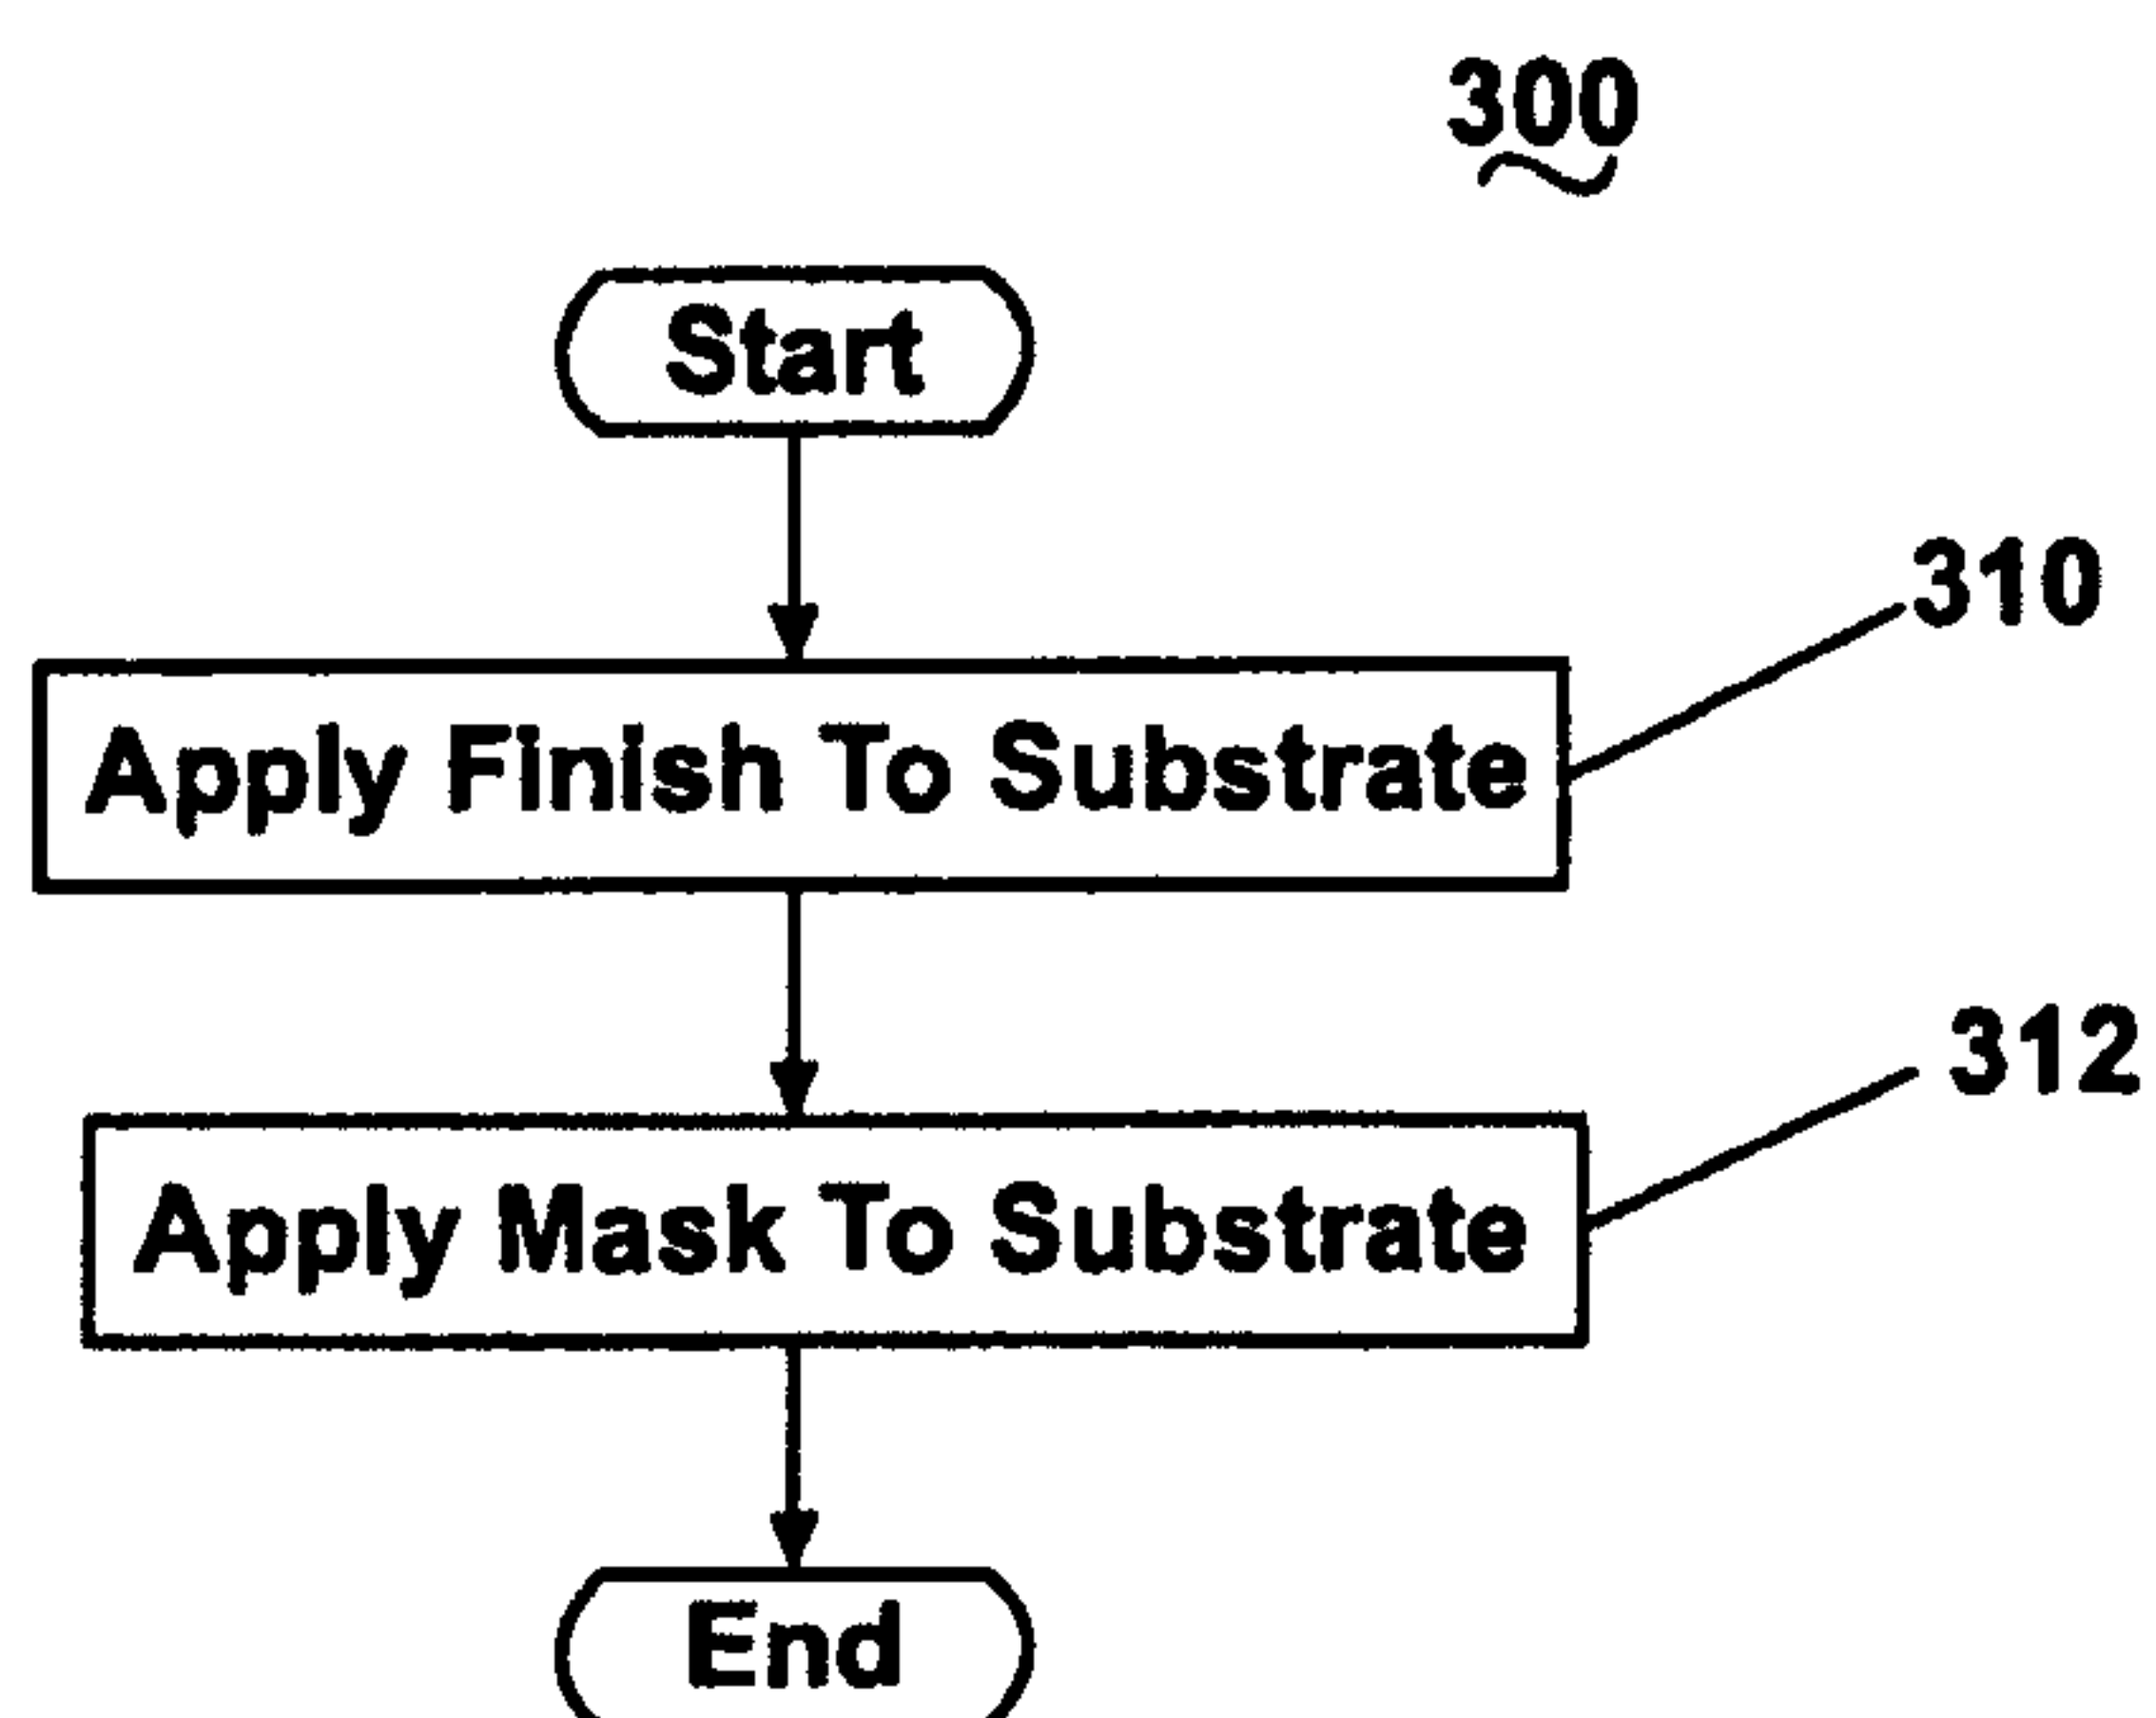 300
Start
310
Apply Finish To Substrate
312
Apply Mask To Substrate
End